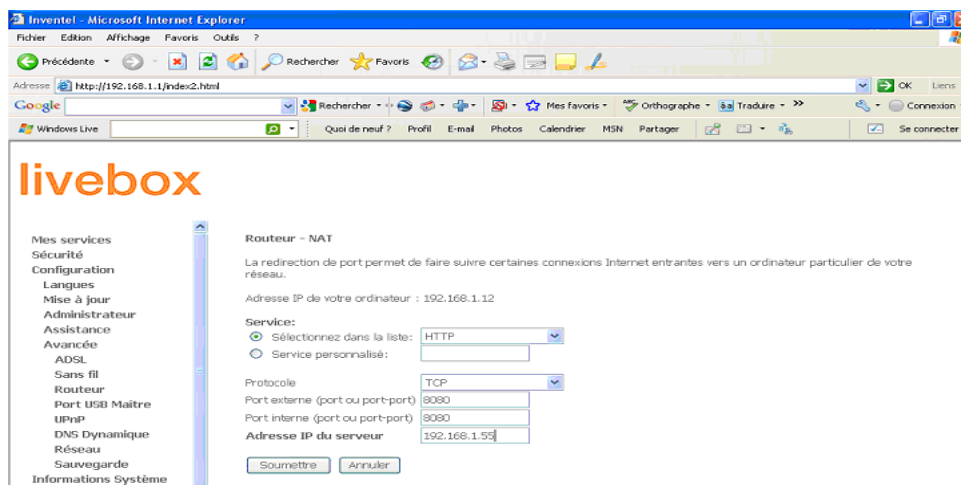 Inventel - Microsoft Internet Explorer
Fichier Edition Affichage Favoris Outils ?
Précédente Rechercher Favoris
Adresse http://192.168.1.1/index2.html OK Liens
Google Rechercher Mes favoris Orthographe Traduire Connexion
Windows Live Quoi de neuf ? Profil E-mail Photos Calendrier MSN Partager Se connecter
livebox
Mes services
Sécurité
Configuration
Langues
Mise à jour
Administrateur
Assistance
Avancée
ADSL
Sans fil
Routeur
Port USB Maître
UPnP
DNS Dynamique
Réseau
Sauvegarde
Informations Système
Routeur - NAT
La redirection de port permet de faire suivre certaines connexions Internet entrantes vers un ordinateur particulier de votre
réseau.
Adresse IP de votre ordinateur : 192.168.1.12
Service:
Sélectionnez dans la liste: HTTP
Service personnalisé:
Protocole TCP
Port externe (port ou port-port) 8080
Port interne (port ou port-port) 8080
Adresse IP du serveur 192.168.1.55
Soumettre Annuler